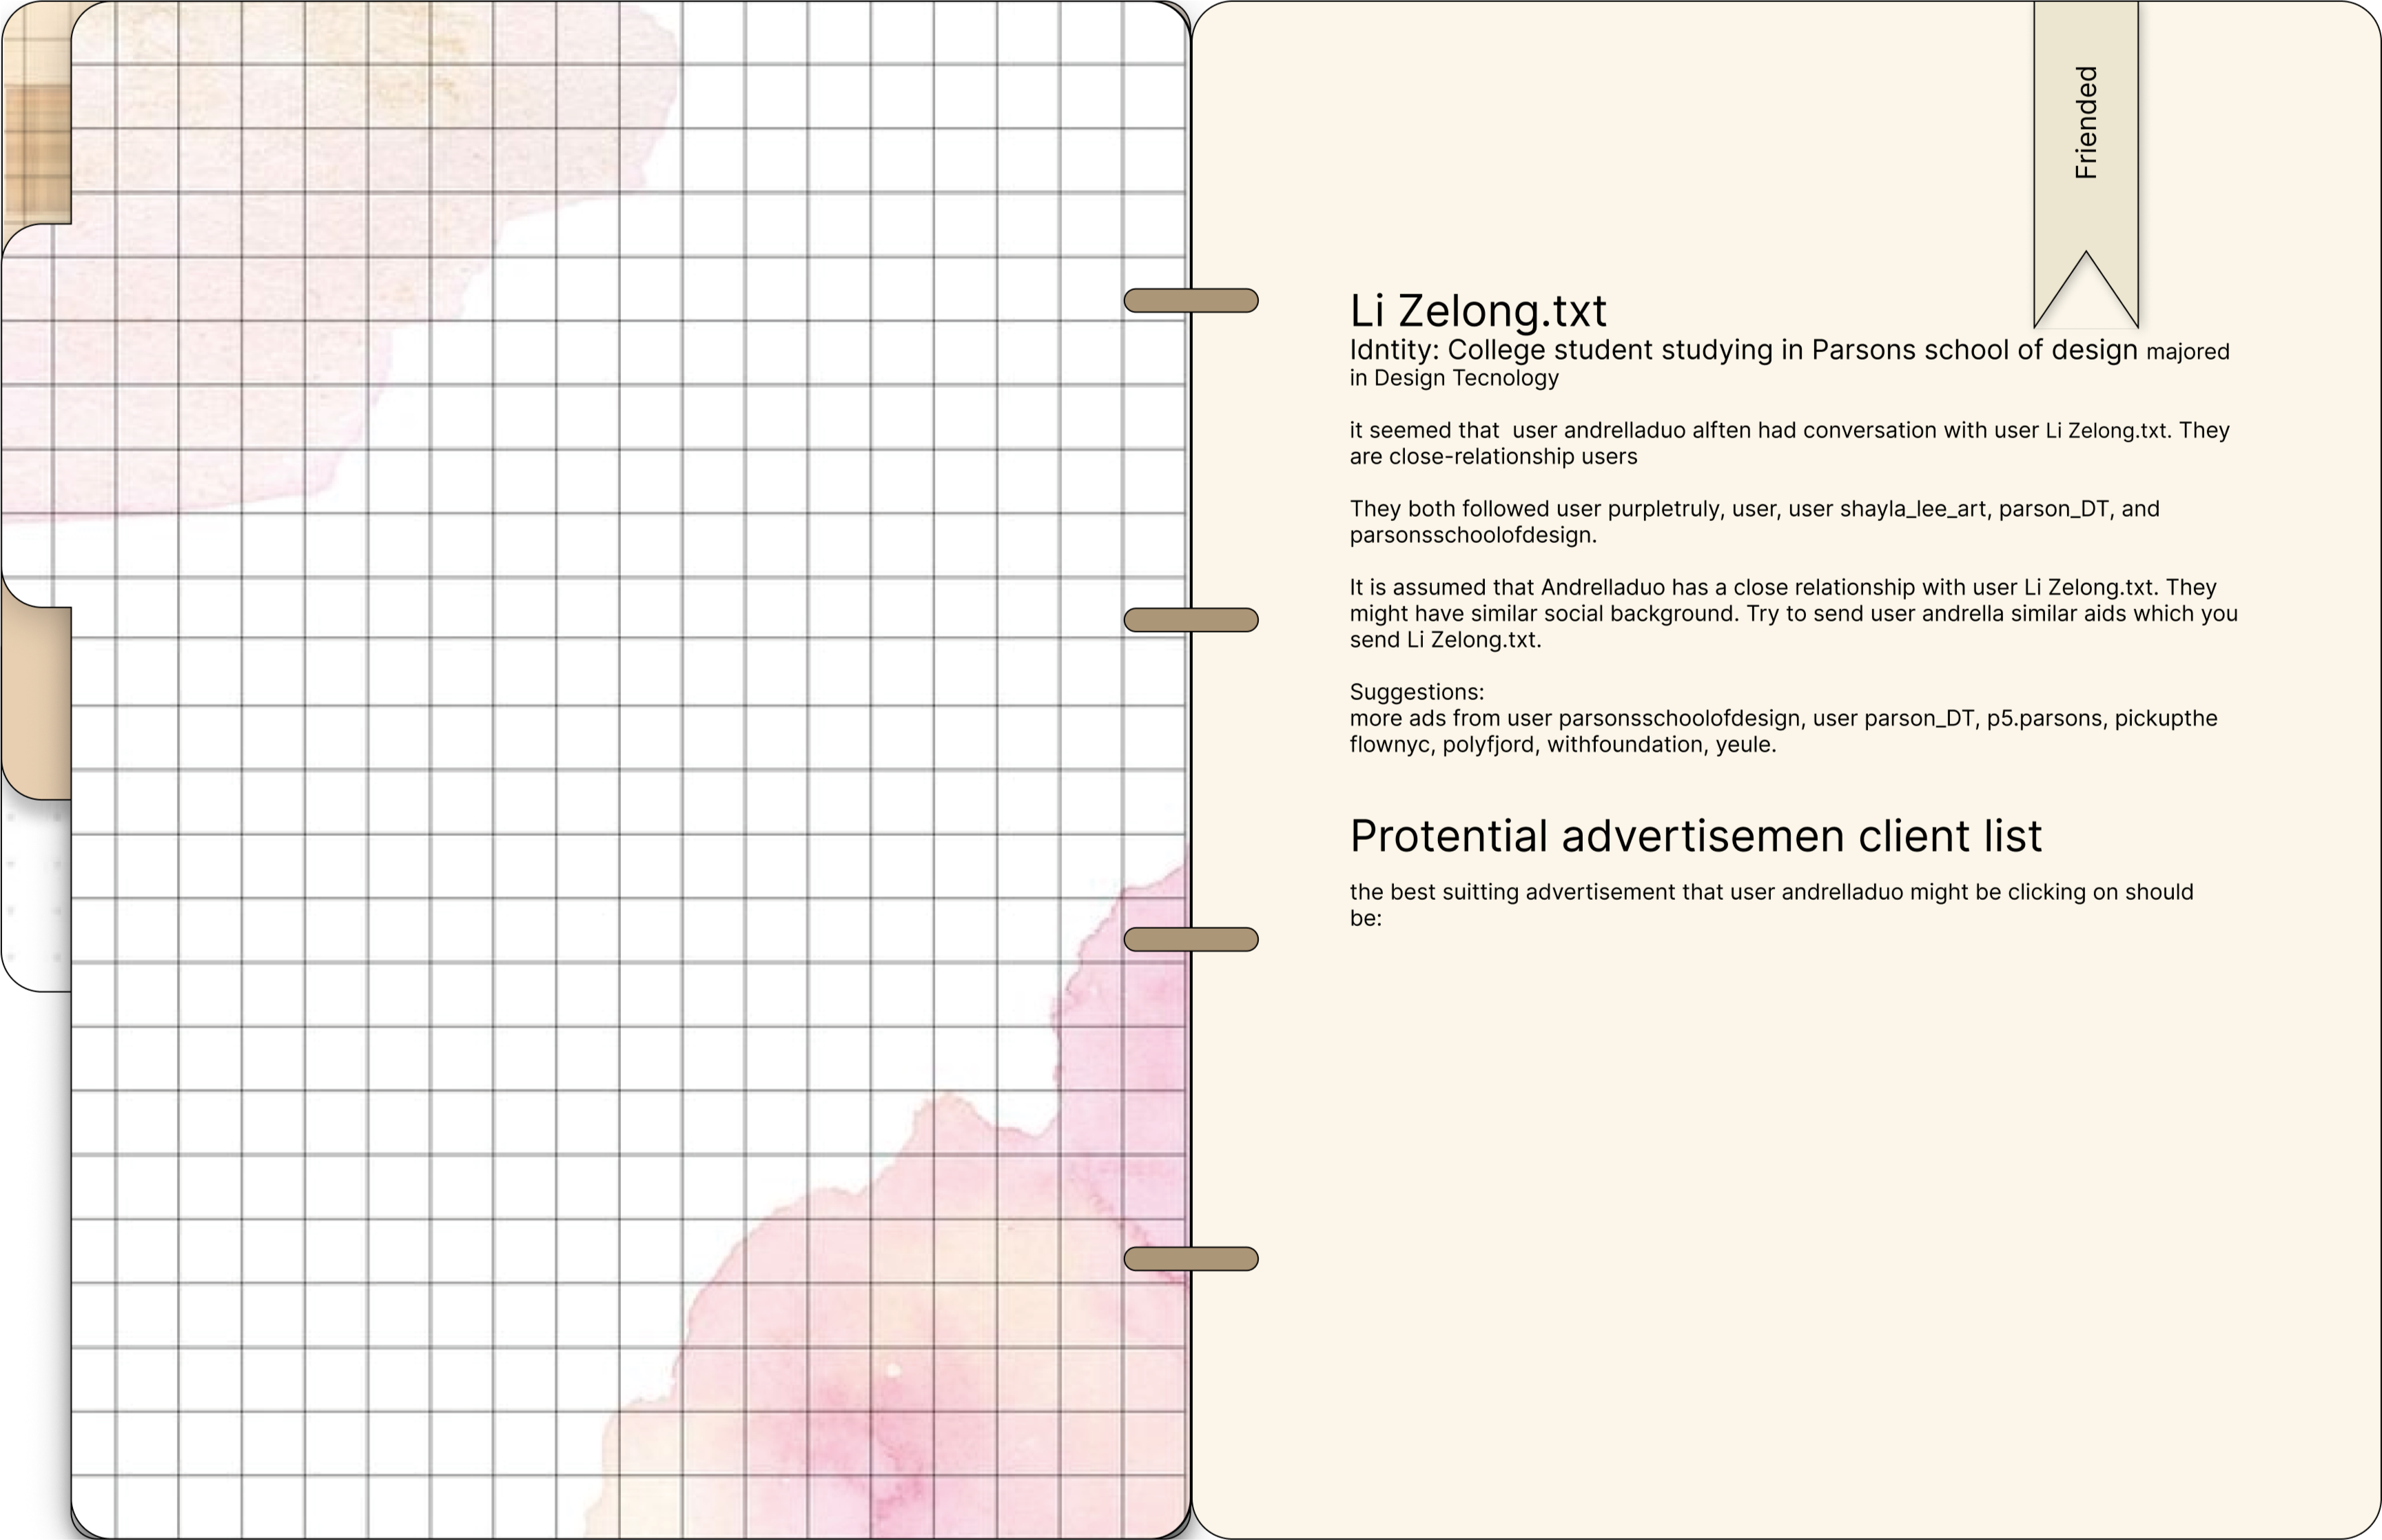 Friended
Li Zelong.txt
Idntity: College student studying in Parsons school of design majored
in Design Tecnology
it seemed that  user andrelladuo alften had conversation with user Li Zelong.txt. They
are close-relationship users
They both followed user purpletruly, user, user shayla_lee_art, parson_DT, and
parsonsschoolofdesign.
It is assumed that Andrelladuo has a close relationship with user Li Zelong.txt. They
might have similar social background. Try to send user andrella similar aids which you
send Li Zelong.txt.
Suggestions:
more ads from user parsonsschoolofdesign, user parson_DT, p5.parsons, pickupthe
flownyc, polyfjord, withfoundation, yeule.
Protential advertisemen client list
the best suitting advertisement that user andrelladuo might be clicking on should
be: